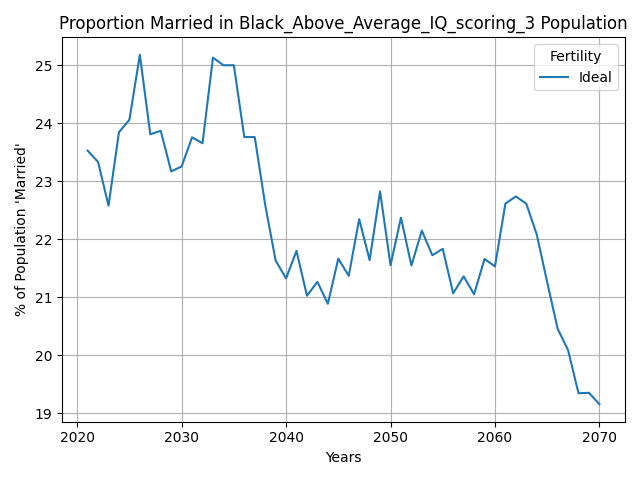 Proportion Married in Black_Above_Average_IQ_scoring_3 Population
Fertility
Ideal
% of Population 'Married'
25
24
23
22
21
20
19
2020 2030 2040 2050 2060 2070
Years